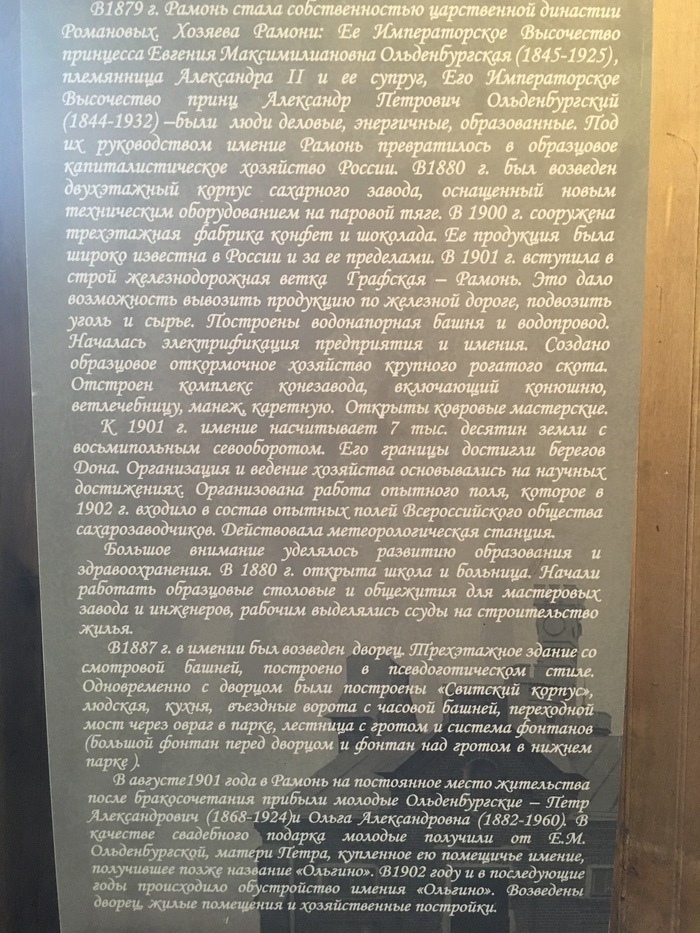 В1879 г. Рамонь стала собственностью царственной династии
Романовых. Хозяева Рамони: Ее Императорское Высочество
принцесса Евгения Максимилиановна Ольденбургская (1845-1925),
племянница Александра II и ее супруг, Его Императорское
Высочество принц Александр Петрович Ольденбургский
(1844-1932) –были люди деловые, энергичные, образованные. Под
их руководством имение Рамонь превратилось в образцовое
капиталистическое хозяйство России. В1880 г. был возведен
двухэтажный корпус сахарного завода, оснащенный новым
техническим оборудованием на паровой тяге. В 1900 г. сооружена
трехэтажная фабрика конфет и шоколада. Ее продукция была
широко известна в России и за ее пределами. В 1901 г. вступила в
строй железнодорожная ветка Графская – Рамонь. Это дало
возможность вывозить продукцию по железной дороге, подвозить
уголь и сырье. Построены водонапорная башня и водопровод.
Началась электрификация предприятия и имения. Создано
образцовое откормочное хозяйство крупного рогатого скота.
Отстроен комплекс конезавода, включающий конюшню,
ветлечебницу, манеж, каретную. Открыты ковровые мастерские.
К 1901 г. имение насчитывает 7 тыс. десятин земли с
восьмипольным севооборотом. Его границы достигли берегов
Дона. Организация и ведение хозяйства основывались на научных
достижениях. Организована работа опытного поля, которое в
1902 г. входило в состав опытных полей Всероссийского общества
сахарозаводчиков. Действовала метеорологическая станция.
Большое внимание уделялось развитию образования и
здравоохранения. В 1880 г. открыта школа и больница. Начали
работать образцовые столовые и общежития для мастеровых
завода и инженеров, рабочим выделялись ссуды на строительство
жилья.
В1887 г. в имении был возведен дворец. Трехэтажное здание со
смотровой башней, построено в псевдоготическом стиле.
Одновременно с дворцом были построены «Свитский корпус»,
людская, кухня, въездные ворота с часовой башней, переходной
мост через овраг в парке, лестница с гротом и система фонтанов
(большой фонтан перед дворцом и фонтан над гротом в нижнем
парке ).
В августе1901 года в Рамонь на постоянное место жительства
после бракосочетания прибыли молодые Ольденбургские – Петр
Александрович (1868-1924)и Ольга Александровна (1882-1960). В
качестве свадебного подарка молодые получили от Е.М.
Ольденбургской, матери Петра, купленное ею помещичье имение,
получившее позже название «Ольгино». В1902 году и в последующие
годы происходило обустройство имения «Ольгино». Возведены
дворец, жилые помещения и хозяйственные постройки.